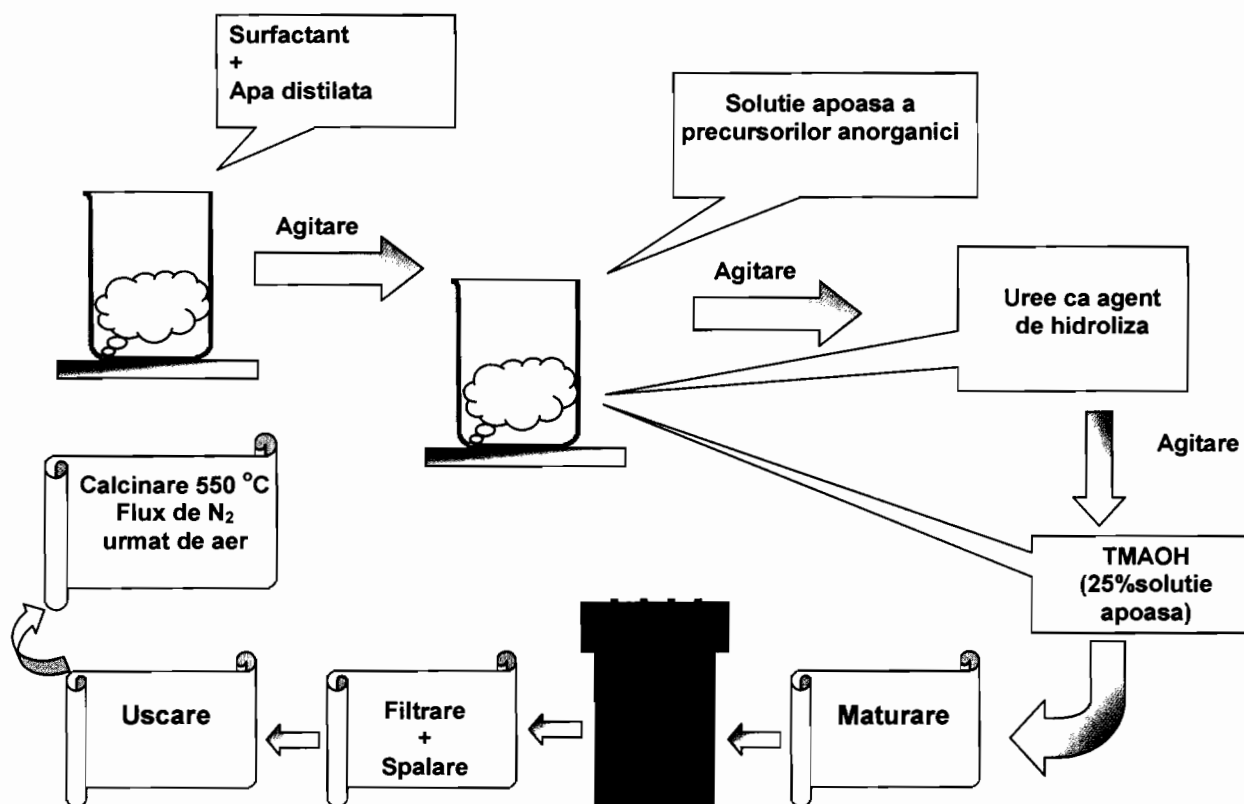 Surfactant
+
Apa distilata
Solutie apoasa a
precursorilor anorganici
Agitare
Agitare
Uree ca agent
de hidroliza
Agitare
TMAOH
(25%solutie
apoasa)
Calcinare 550 °C
Flux de N₂
urmat de aer
Uscare
Filtrare
+
Spalare
Maturare